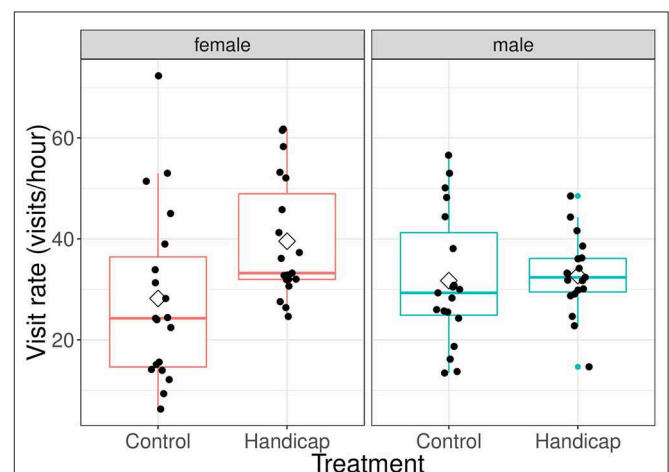 female
male
Visit rate (visits/hour)
60
40
20
Control
Handicap
Control
Handicap
Treatment